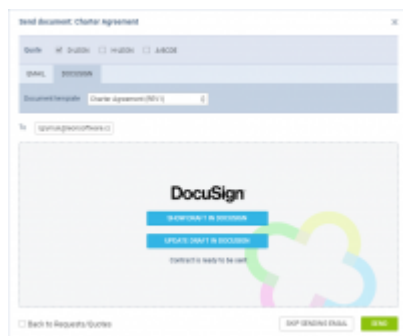 Send document: Charter Agreement
Quote
EMAIL DOCUSIGN
Document template Charter Agreement (REV1)
To
DocuSign
SHOW DRAFT IN DOCUSIGN
UPDATE DRAFT IN DOCUSIGN
Contract is ready to be sent
Back to Requests/Quotes SKIP SENDING EMAIL SEND